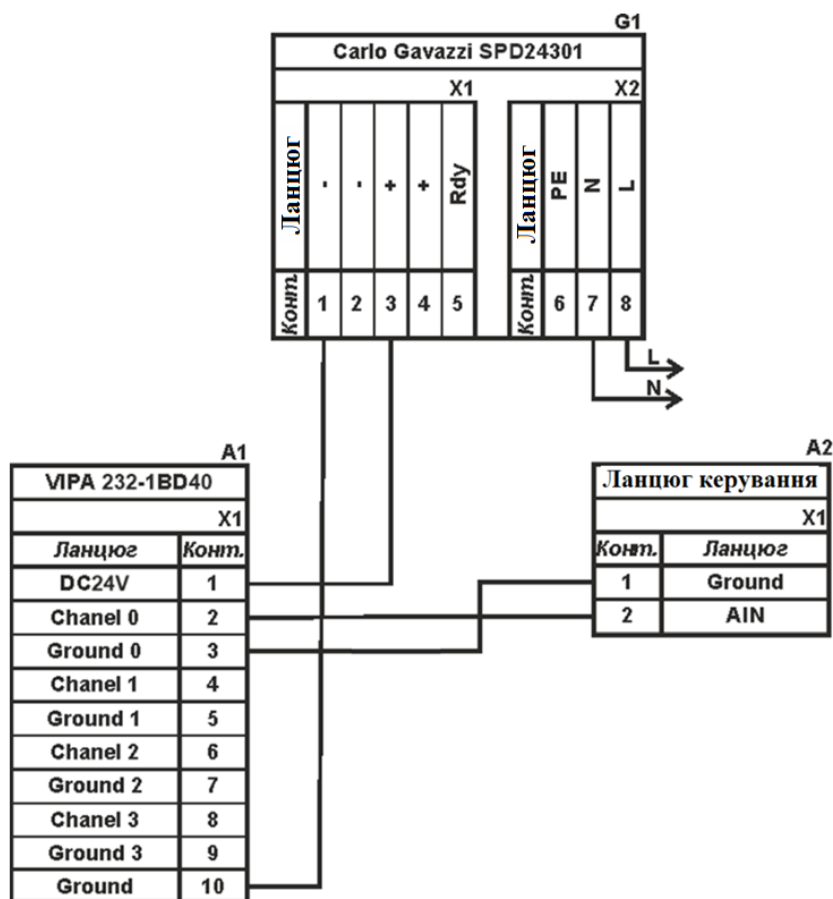 G1
Carlo Gavazzi SPD24301
X1 X2
Ланцюг - - + + Rdy Ланцюг PE N L
Конт. 1 2 3 4 5 Конт. 6 7 8
L
N
A1
VIPA 232-1BD40
X1
Ланцюг Конт.
DC24V 1
Chanel 0 2
Ground 0 3
Chanel 1 4
Ground 1 5
Chanel 2 6
Ground 2 7
Chanel 3 8
Ground 3 9
Ground 10
A2
Ланцюг керування
X1
Конт. Ланцюг
1 Ground
2 AIN